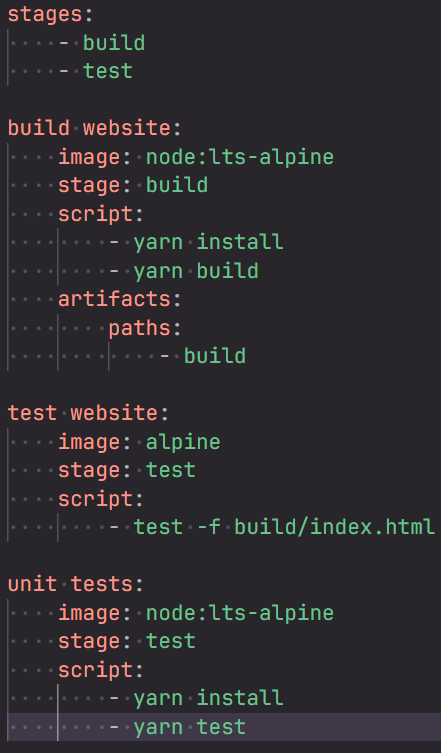 stages:
    - build
    - test

build website:
    image: node:lts-alpine
    stage: build
    script:
        - yarn install
        - yarn build
    artifacts:
        paths:
            - build

test website:
    image: alpine
    stage: test
    script:
        - test -f build/index.html

unit tests:
    image: node:lts-alpine
    stage: test
    script:
        - yarn install
        - yarn test